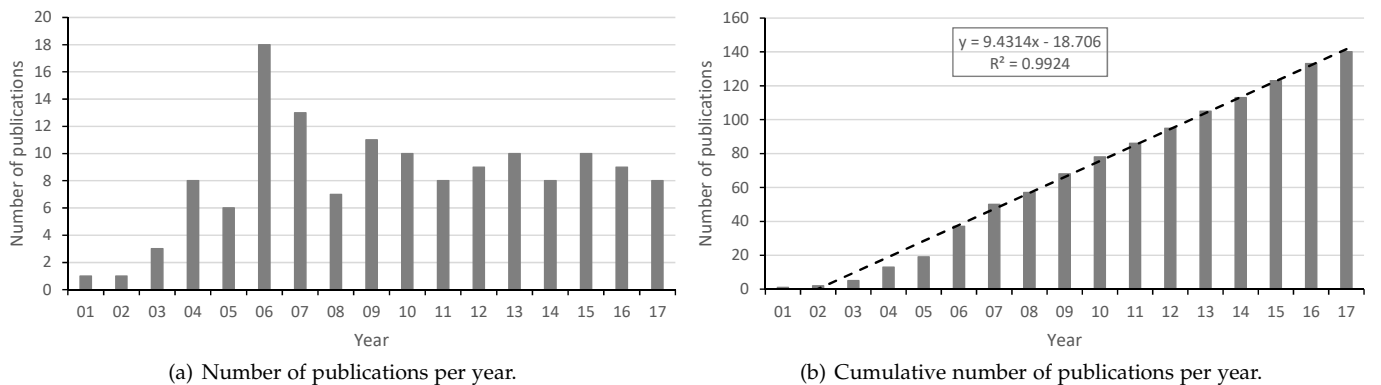 20
18
16
14
12
10
8
6
4
2
0
Number of publications
01 02 03 04 05 06 07 08 09 10 11 12 13 14 15 16 17
Year
(a) Number of publications per year.
160
140
120
100
80
60
40
20
0
Number of publications
y = 9.4314x - 18.706
R² = 0.9924
01 02 03 04 05 06 07 08 09 10 11 12 13 14 15 16 17
Year
(b) Cumulative number of publications per year.